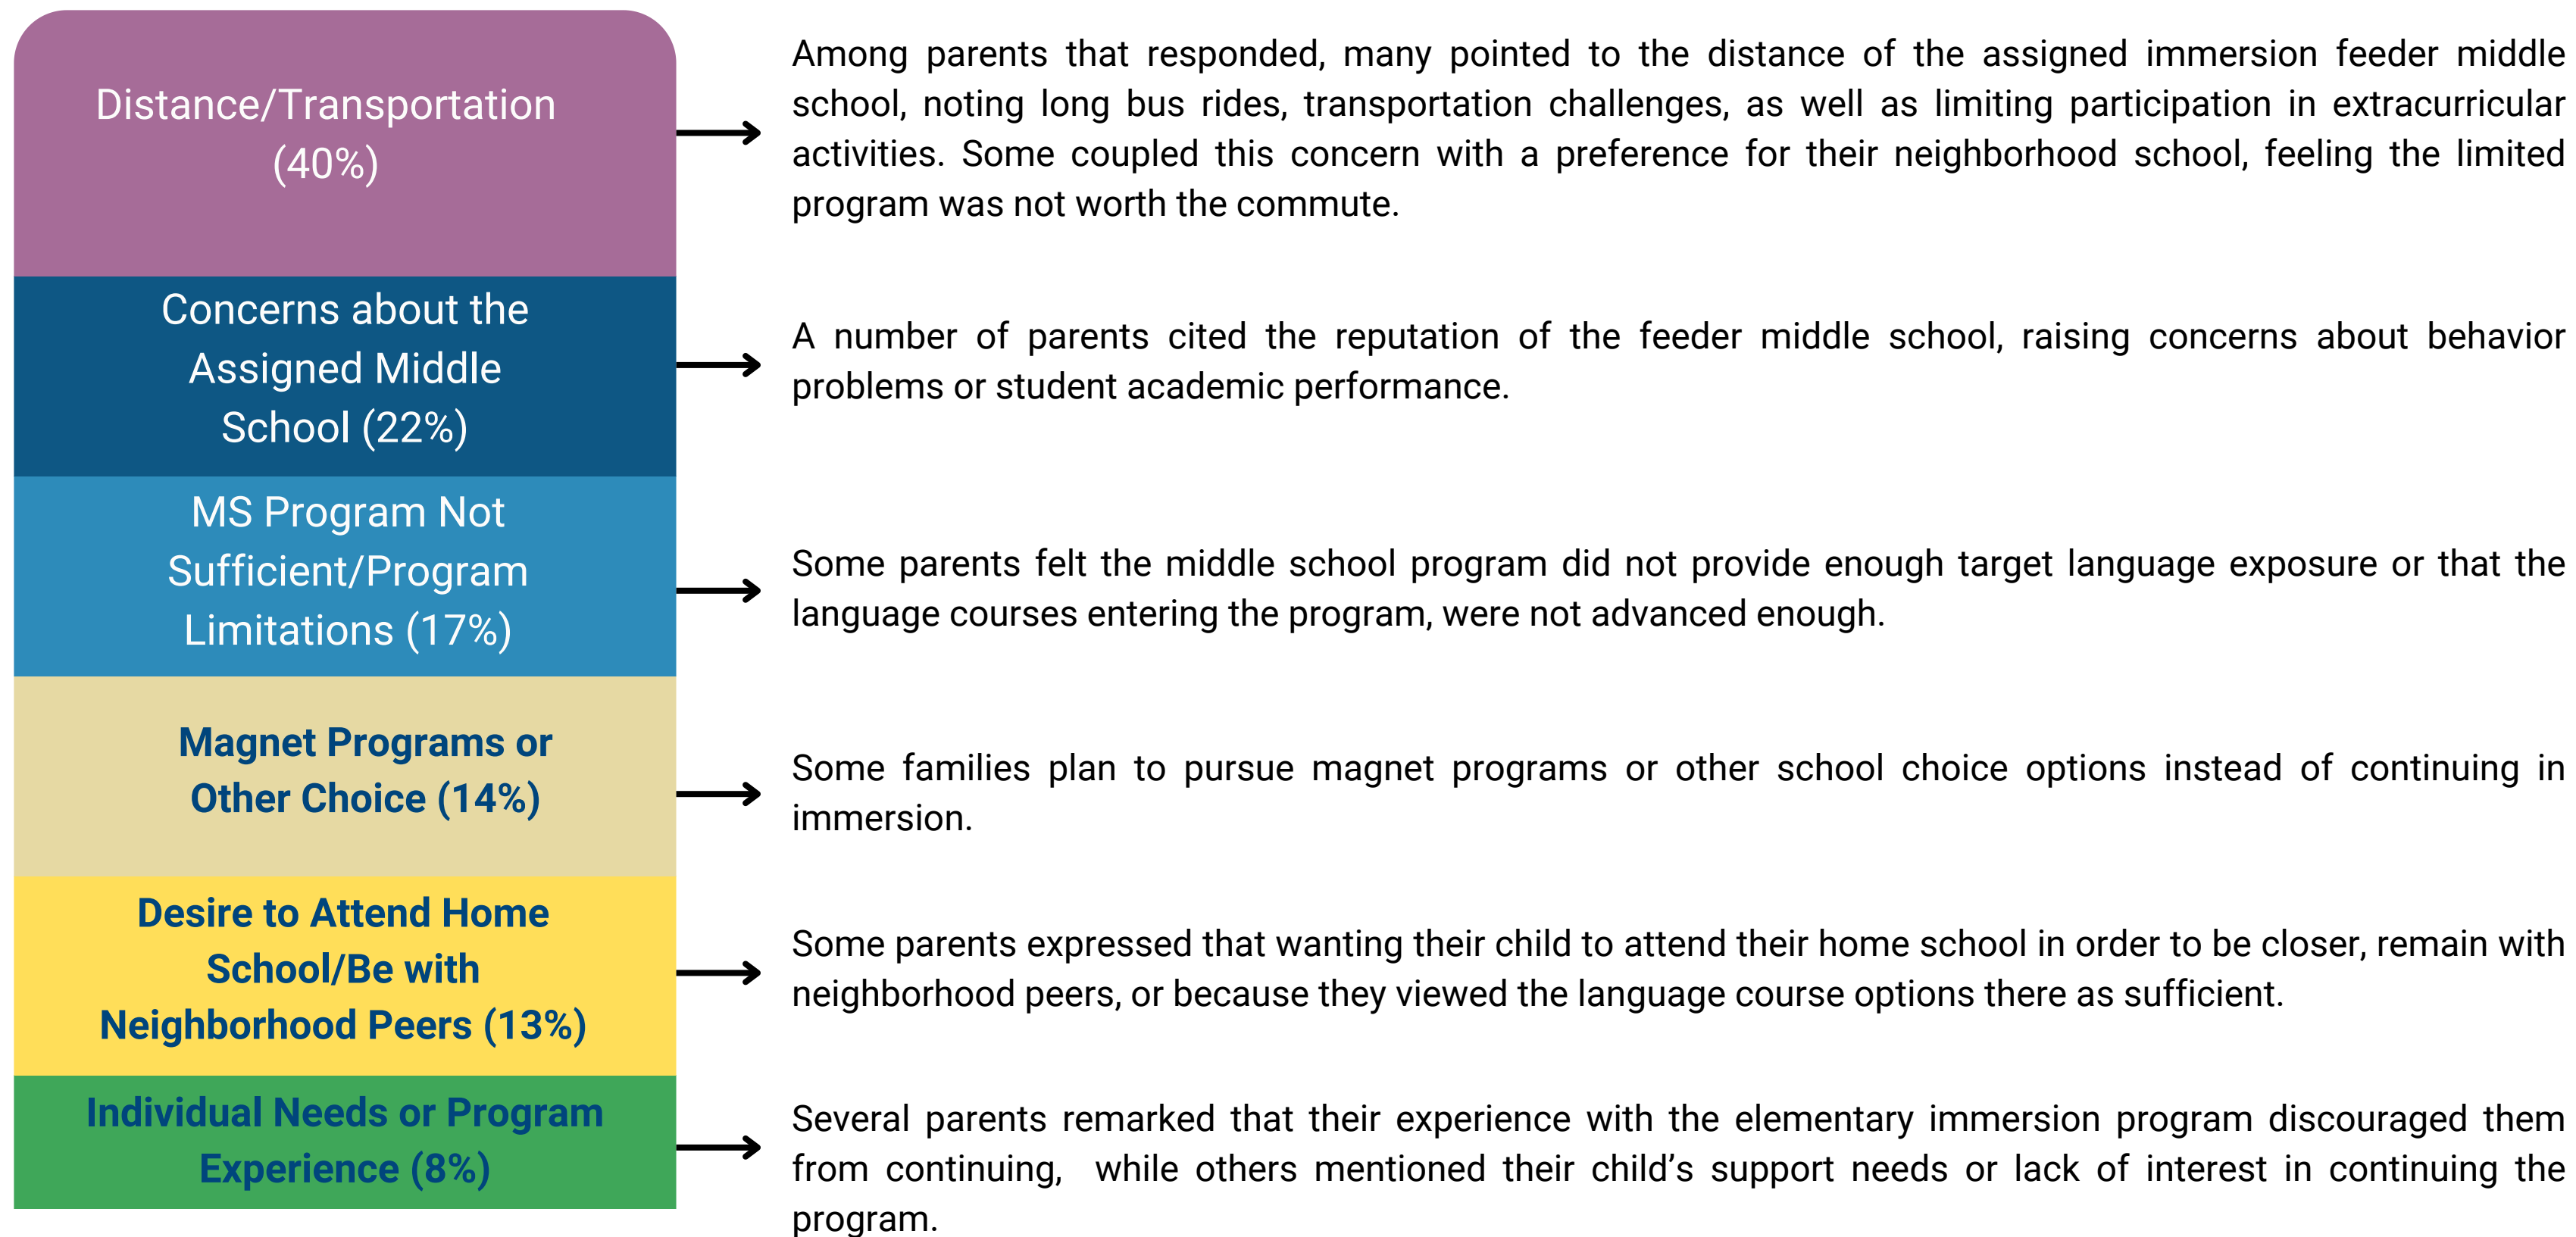 Distance/Transportation
(40%)
Among parents that responded, many pointed to the distance of the assigned immersion feeder middle
school, noting long bus rides, transportation challenges, as well as limiting participation in extracurricular
activities. Some coupled this concern with a preference for their neighborhood school, feeling the limited
program was not worth the commute.
Concerns about the
Assigned Middle
School (22%)
A number of parents cited the reputation of the feeder middle school, raising concerns about behavior
problems or student academic performance.
MS Program Not
Sufficient/Program
Limitations (17%)
Some parents felt the middle school program did not provide enough target language exposure or that the
language courses entering the program, were not advanced enough.
Magnet Programs or
Other Choice (14%)
Some families plan to pursue magnet programs or other school choice options instead of continuing in
immersion.
Desire to Attend Home
School/Be with
Neighborhood Peers (13%)
Some parents expressed that wanting their child to attend their home school in order to be closer, remain with
neighborhood peers, or because they viewed the language course options there as sufficient.
Individual Needs or Program
Experience (8%)
Several parents remarked that their experience with the elementary immersion program discouraged them
from continuing,  while others mentioned their child’s support needs or lack of interest in continuing the
program.